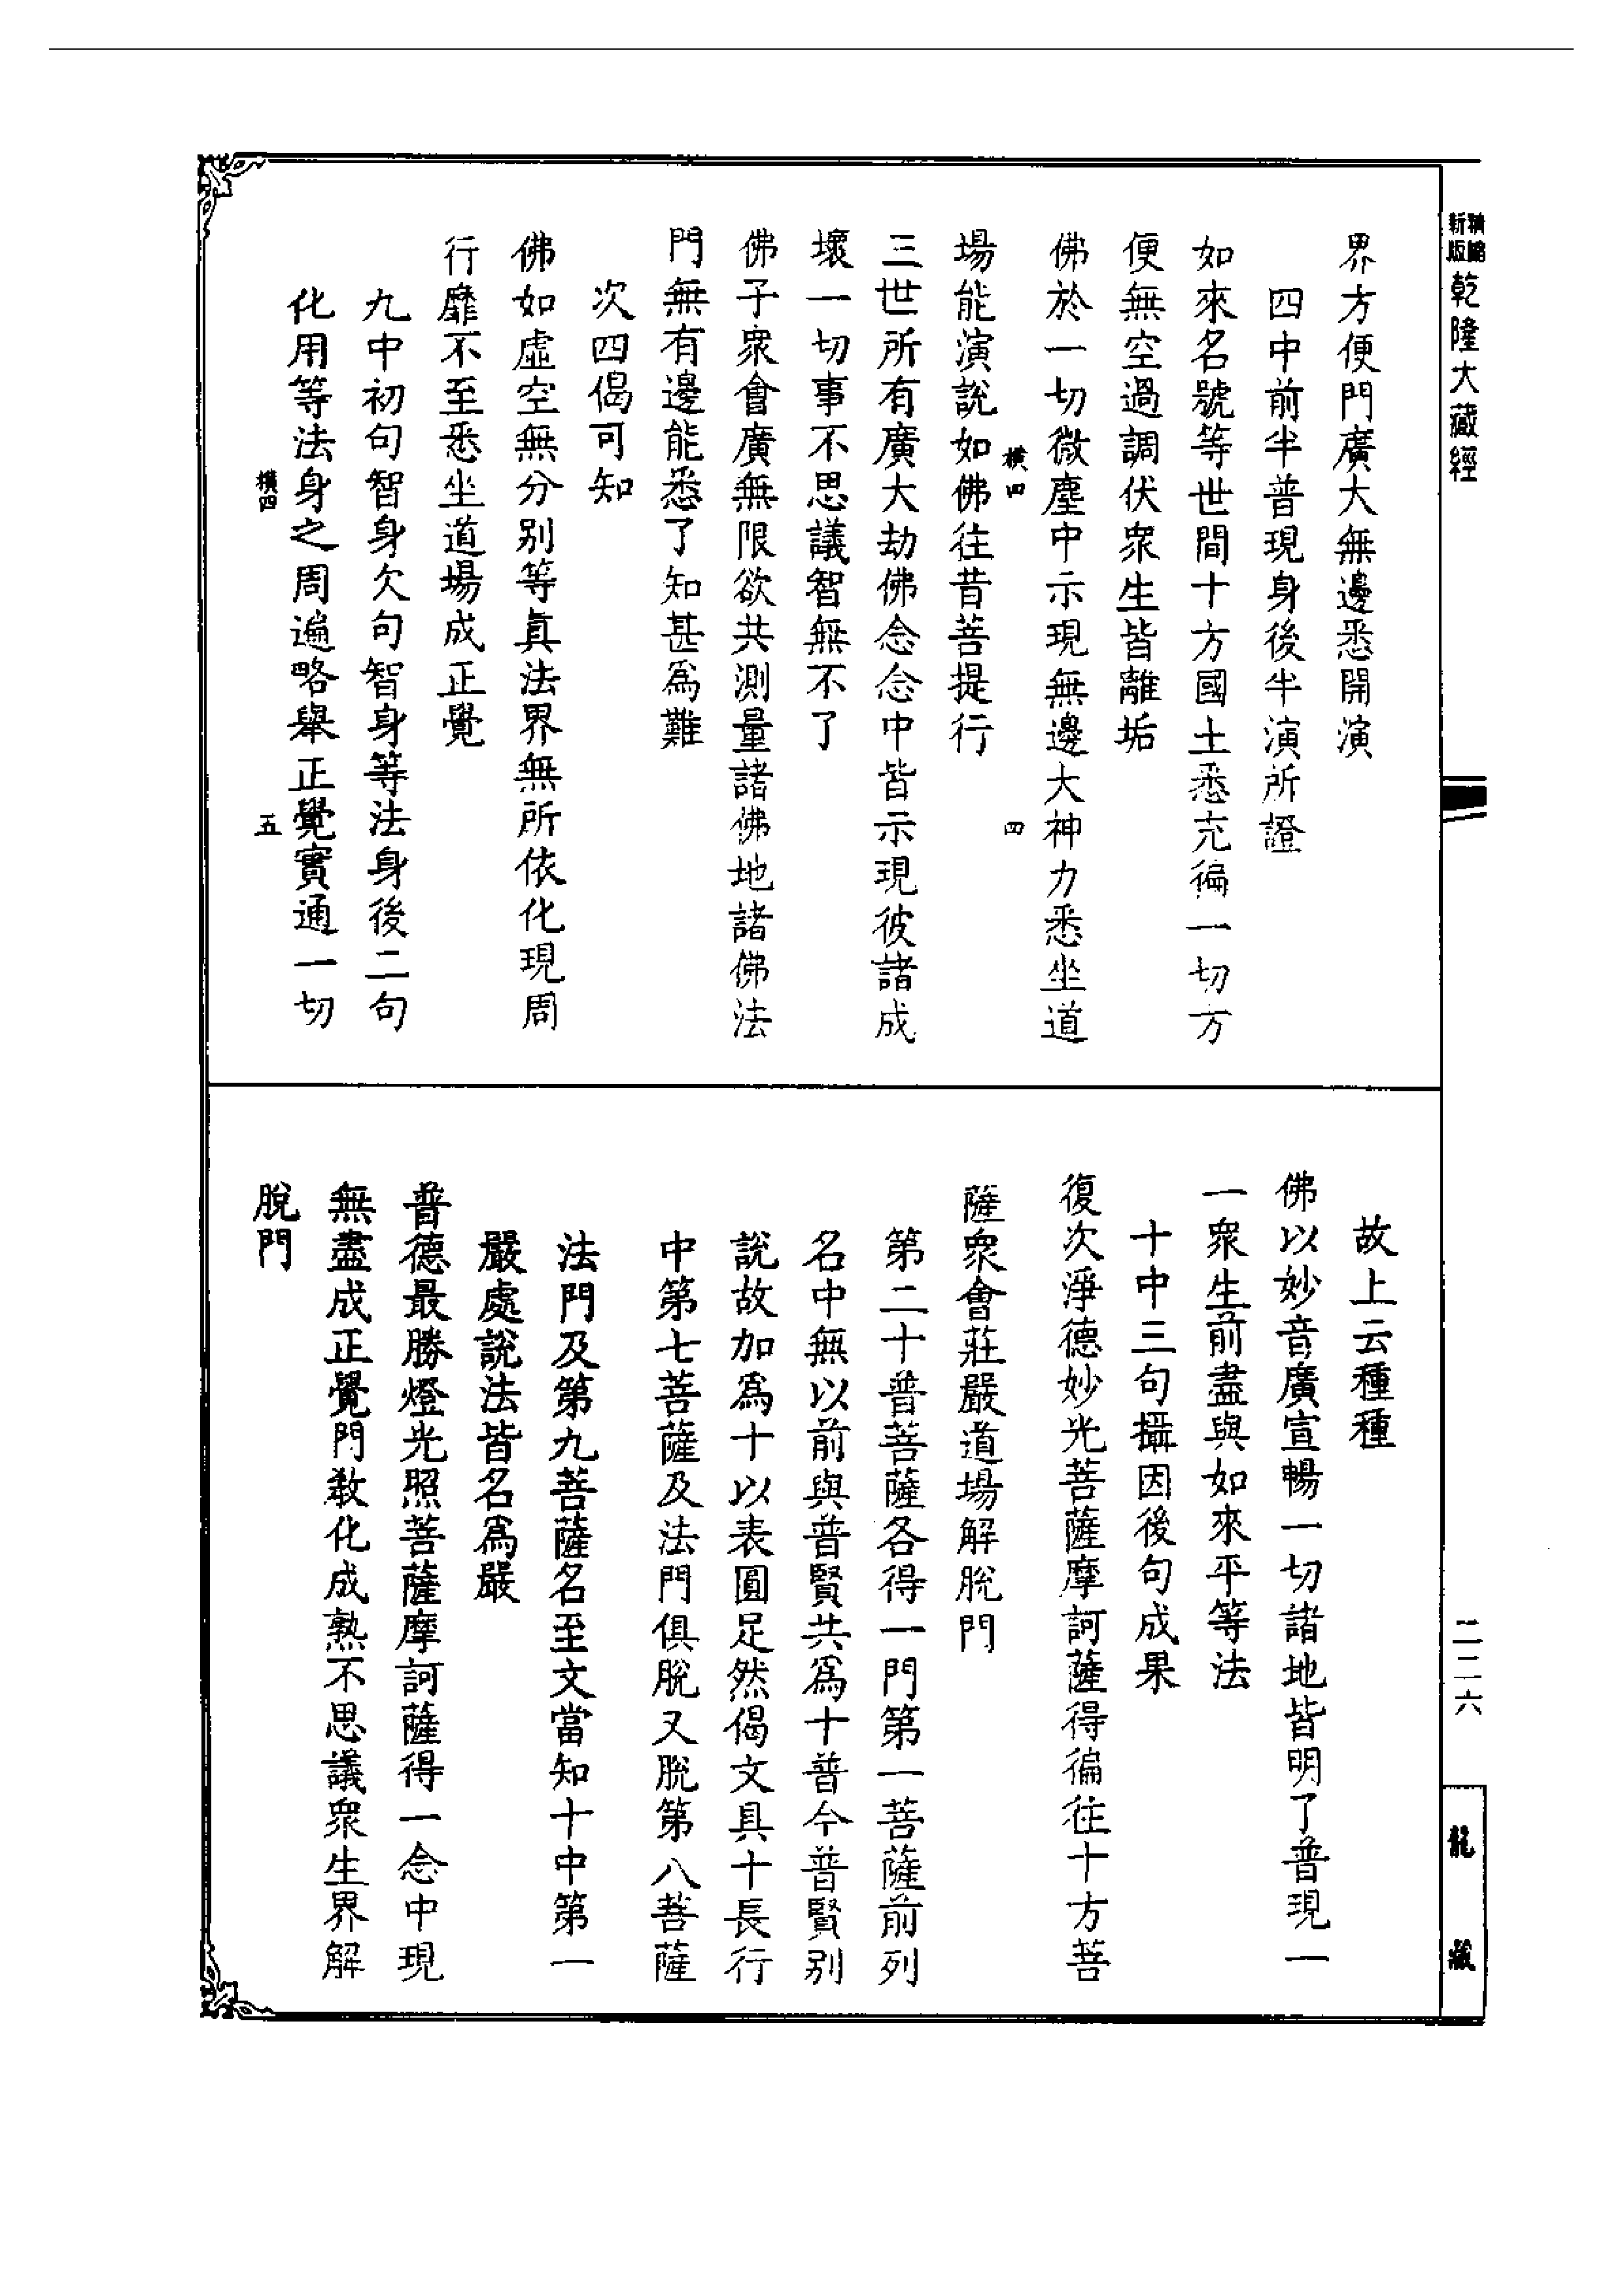 精縮
新版
乾隆大藏經
界方便門廣大無邊悉開演
四中前半普現身後半演所證
如來名號等世間十方國土悉充徧一切方
便無空過調伏衆生皆離垢
佛於一切微塵中示現無邊大神力悉坐道
橫四
四
場能演說如佛往昔菩提行
三世所有廣大劫佛念念中皆示現彼諸成
壞一切事不思議智無不了
佛子衆會廣無限欲共測量諸佛地諸佛法
門無有邊能悉了知甚爲難
次四偈可知
佛如虛空無分別等真法界無所依化現周
行靡不至悉坐道場成正覺
九中初句智身欠句智身等法身後二句
化用等法身之周遍略舉正覺實通一切
橫四
五
故上云種種
佛以妙音廣宣暢一切諸地皆明了普現一
一衆生前盡與如來平等法
十中三句攝因後句成果
復次淨德妙光菩薩摩訶薩得徧往十方菩
薩衆會莊嚴道場解脫門
第二十普菩薩各得一門第一菩薩前列
名中無以前與普賢共爲十普今普賢別
說故加爲十以表圓足然偈文具十長行
中第七菩薩及法門俱脫又脫第八菩薩
法門及第九菩薩名至文當知十中第一
嚴處說法皆名爲嚴
普德最勝燈光照菩薩摩訶薩得一念中現
無盡成正覺門教化成熟不思議衆生界解
脫門
二二六
龍藏